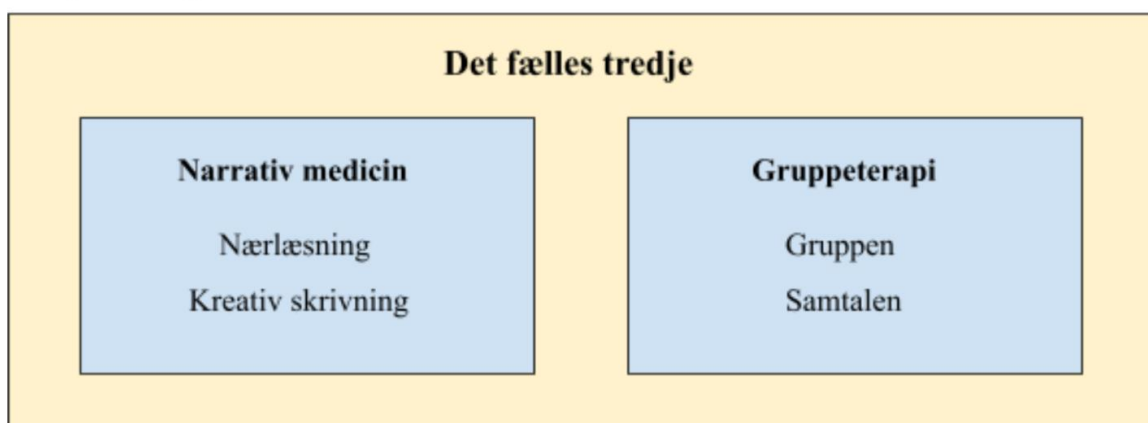 Det fælles tredje
Narrativ medicin
Nærlæsning
Kreativ skrivning
Gruppeterapi
Gruppen
Samtalen